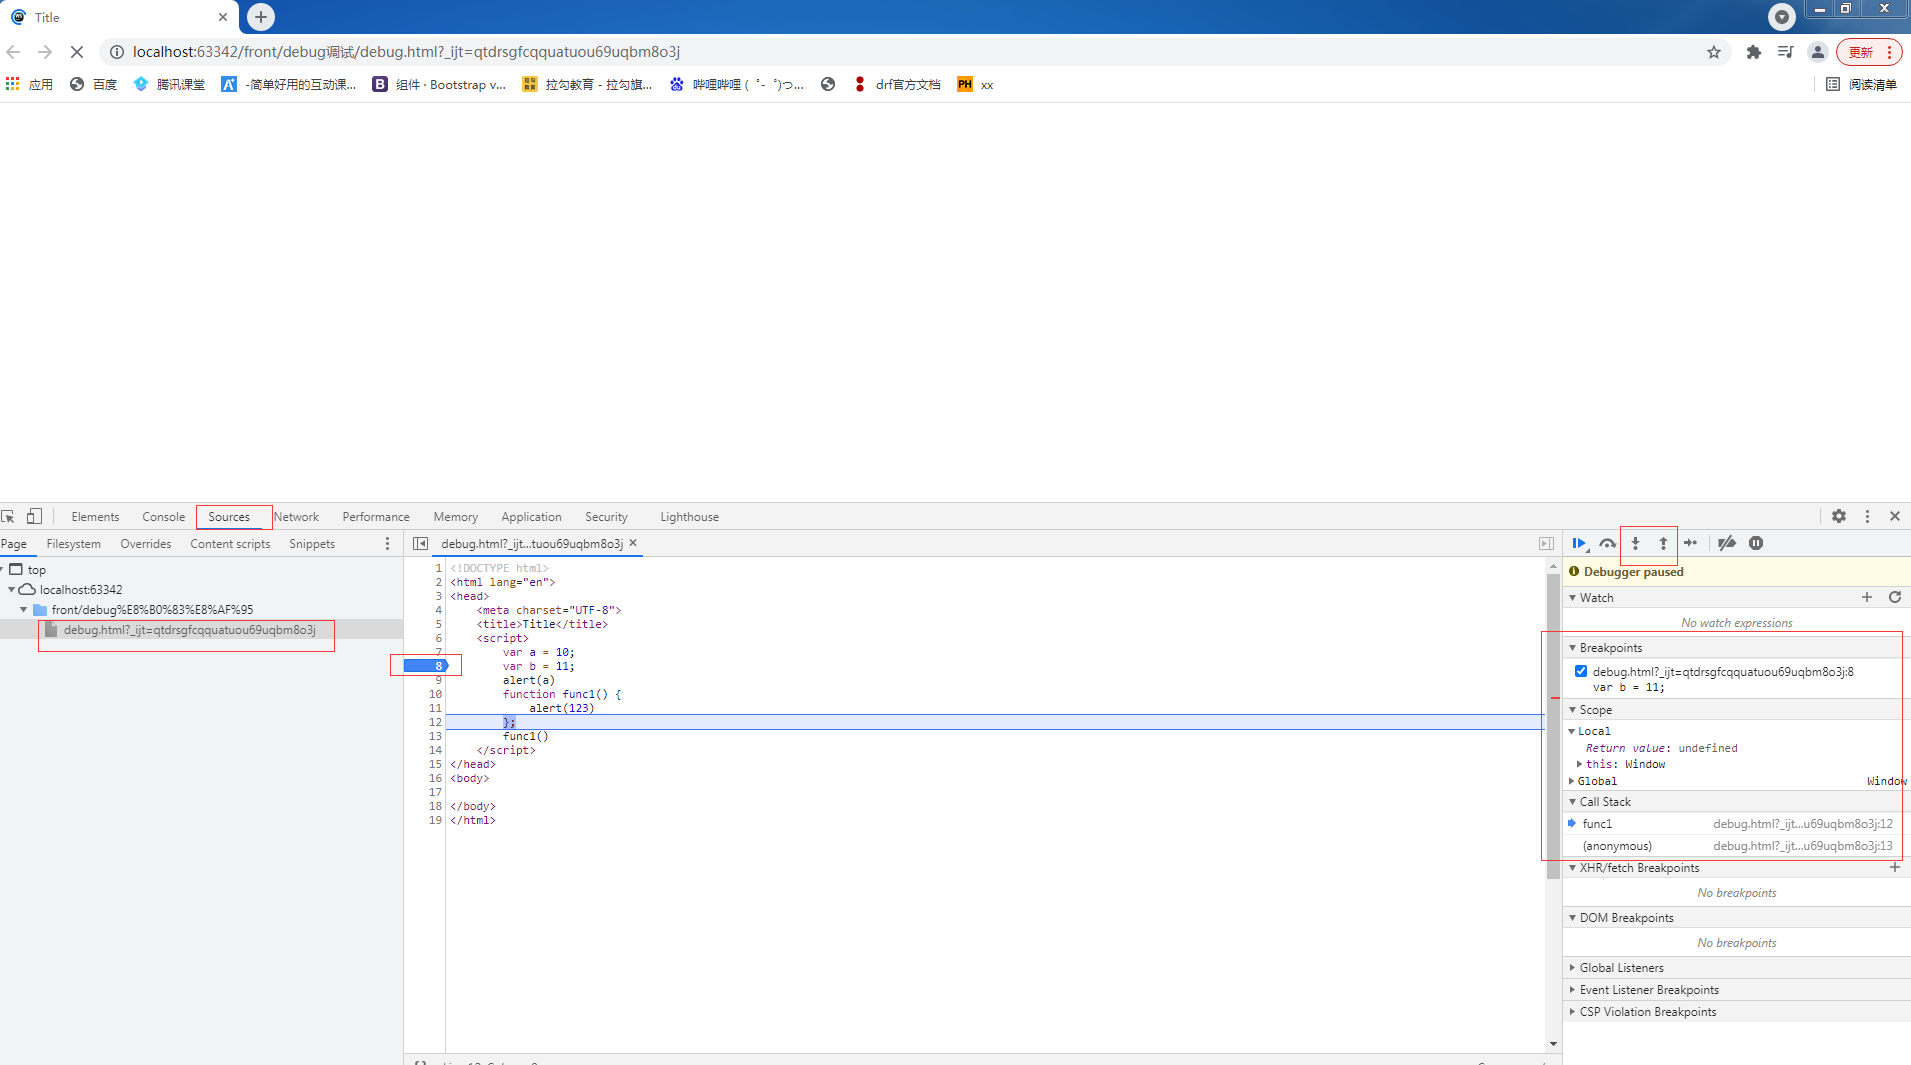 Title
localhost:63342/front/debug调试/debug.html?_ijt=qtdrsgfcqquatuou69uqbm8o3j
更新
应用
百度
腾讯课堂
-简单好用的互动课...
组件 · Bootstrap v...
拉勾教育 - 拉勾旗...
哔哩哔哩 (゜-゜)つ...
drf官方文档
PH xx
阅读清单
Elements Console Sources Network Performance Memory Application Security Lighthouse
Page Filesystem Overrides Content scripts Snippets
debug.html?_ijt...tuou69uqbm8o3j
top
localhost:63342
front/debug%E8%B0%83%E8%AF%95
debug.html?_ijt=qtdrsgfcqquatuou69uqbm8o3j
1 <!DOCTYPE html>
2 <html lang="en">
3 <head>
4 <meta charset="UTF-8">
5 <title>Title</title>
6 <script>
7 var a = 10;
8 var b = 11;
9 alert(a)
10 function func1() {
11 alert(123)
12 };
13 func1()
14 </script>
15 </head>
16 <body>
17
18 </body>
19 </html>
Debugger paused
Watch
No watch expressions
Breakpoints
debug.html?_ijt=qtdrsgfcqquatuou69uqbm8o3j:8
var b = 11;
Scope
Local
Return value: undefined
this: Window
Global Window
Call Stack
func1 debug.html?_ijt...u69uqbm8o3j:12
(anonymous) debug.html?_ijt...u69uqbm8o3j:13
XHR/fetch Breakpoints
No breakpoints
DOM Breakpoints
No breakpoints
Global Listeners
Event Listener Breakpoints
CSP Violation Breakpoints